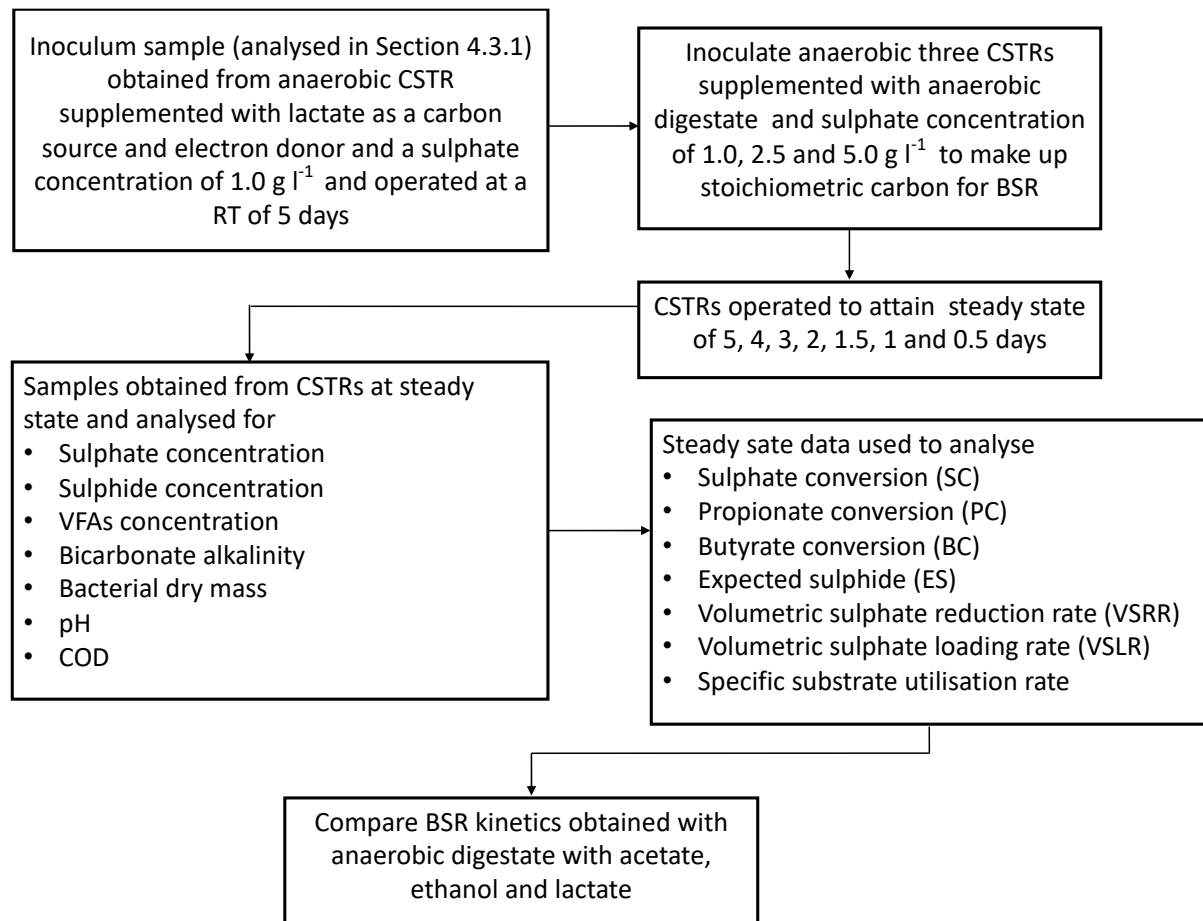 Inoculum sample (analysed in Section 4.3.1)
obtained from anaerobic CSTR
supplemented with lactate as a carbon
source and electron donor and a sulphate
concentration of 1.0 g l⁻¹ and operated at a
RT of 5 days
Inoculate anaerobic three CSTRs
supplemented with anaerobic
digestate and sulphate concentration
of 1.0, 2.5 and 5.0 g l⁻¹ to make up
stoichiometric carbon for BSR
CSTRs operated to attain steady state
of 5, 4, 3, 2, 1.5, 1 and 0.5 days
Samples obtained from CSTRs at steady
state and analysed for
• Sulphate concentration
• Sulphide concentration
• VFAs concentration
• Bicarbonate alkalinity
• Bacterial dry mass
• pH
• COD
Steady sate data used to analyse
• Sulphate conversion (SC)
• Propionate conversion (PC)
• Butyrate conversion (BC)
• Expected sulphide (ES)
• Volumetric sulphate reduction rate (VSRR)
• Volumetric sulphate loading rate (VSLR)
• Specific substrate utilisation rate
Compare BSR kinetics obtained with
anaerobic digestate with acetate,
ethanol and lactate